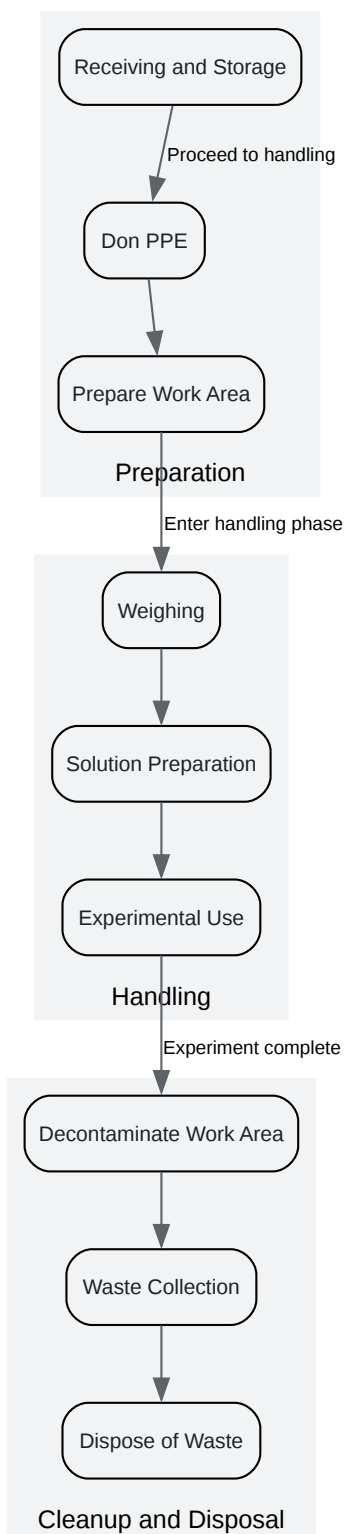 Receiving and Storage
Proceed to handling
Don PPE
Prepare Work Area
Preparation
Enter handling phase
Weighing
Solution Preparation
Experimental Use
Handling
Experiment complete
Decontaminate Work Area
Waste Collection
Dispose of Waste
Cleanup and Disposal